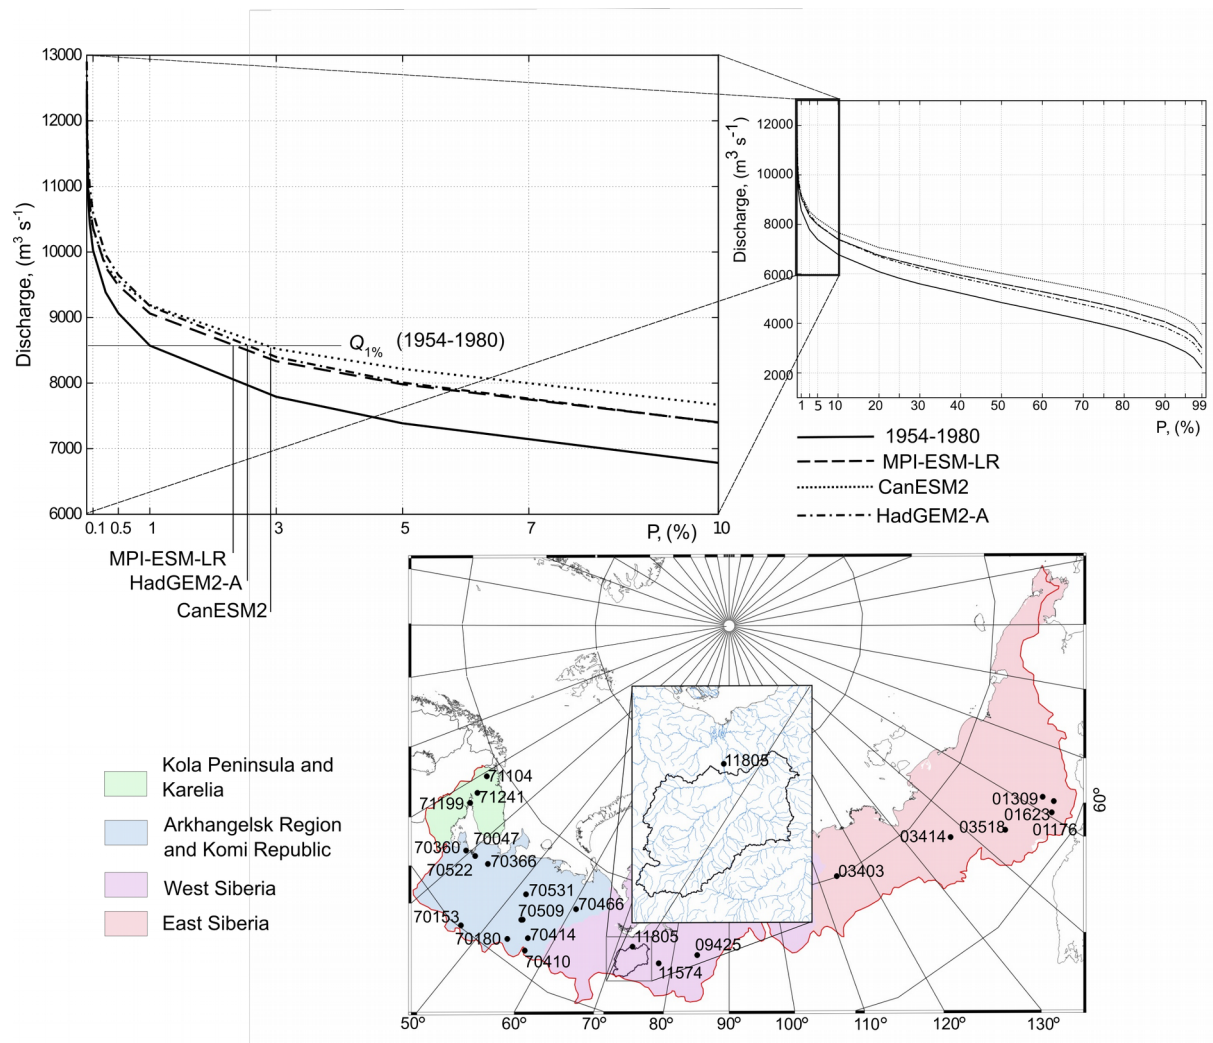 13000
12000
11000
10000
9000
8000
7000
6000
Discharge, (m3 s-1)
Q1% (1954-1980)
0.1 0.5 1 3 5 7 10
P, (%)
MPI-ESM-LR
HadGEM2-A
CanESM2
12000
10000
8000
6000
4000
2000
Discharge, (m3 s-1)
1 5 10 20 30 40 50 60 70 80 90 99
P, (%)
1954-1980
MPI-ESM-LR
CanESM2
HadGEM2-A
Kola Peninsula and
Karelia
Arkhangelsk Region
and Komi Republic
West Siberia
East Siberia
71104
71241
71199
70047
70360
70366
70522
70531
70466
70509
70153
70180
70414
70410
11805
11805
09425
11574
03403
03414
03518
01309
01623
01176
60°
50° 60° 70° 80° 90° 100° 110° 120° 130°